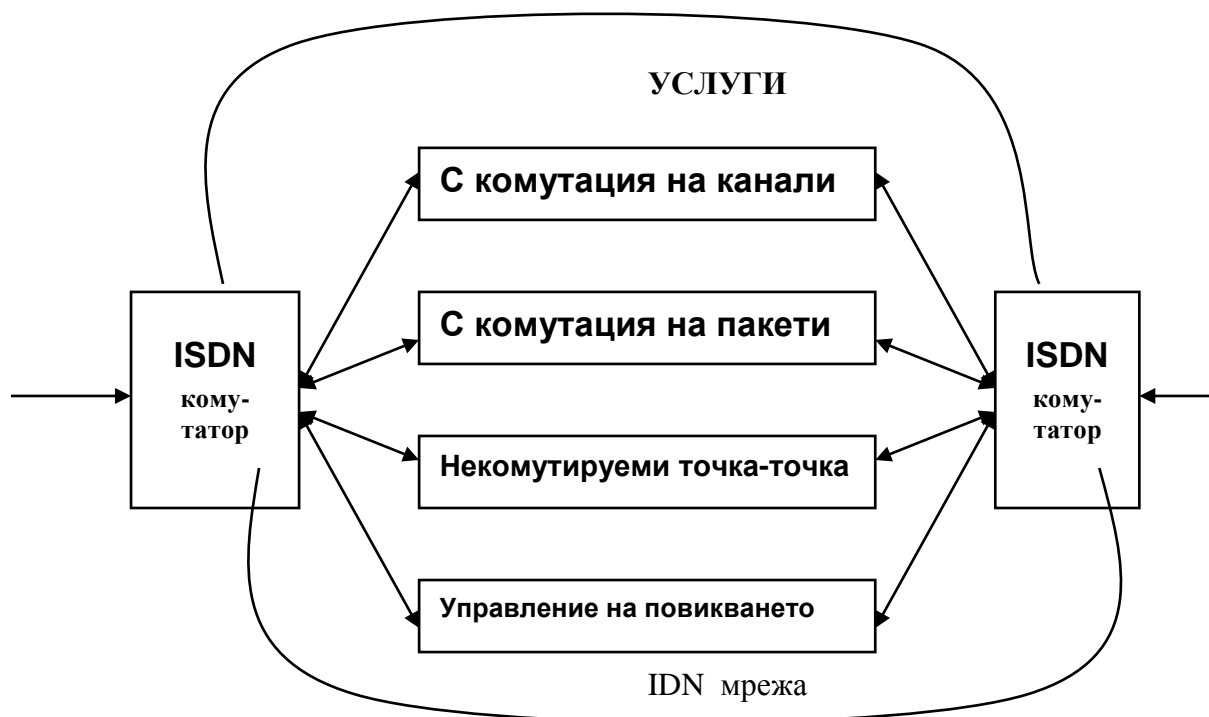 УСЛУГИ
С комутация на канали
С комутация на пакети
ISDN
кому-
татор
ISDN
кому-
татор
Некомутируеми точка-точка
Управление на повикването
IDN мрежа